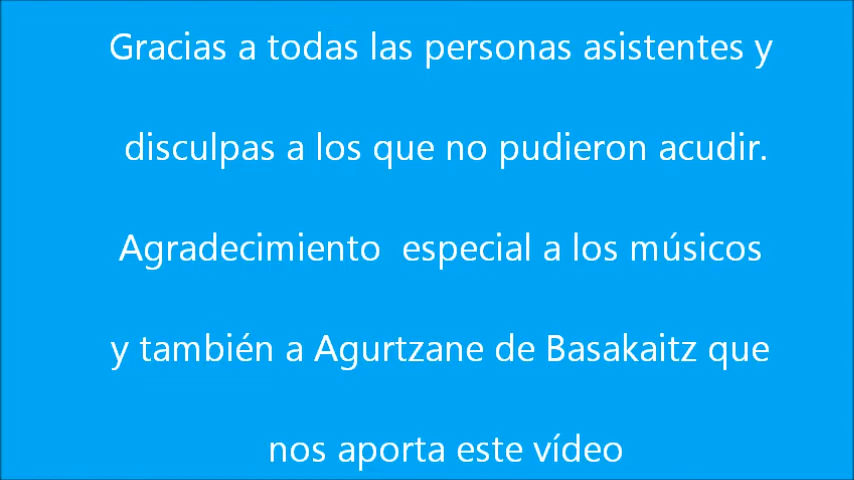 Gracias a todas las personas asistentes y
disculpas a los que no pudieron acudir.
Agradecimiento  especial a los músicos
y también a Agurtzane de Basakaitz que
nos aporta este vídeo